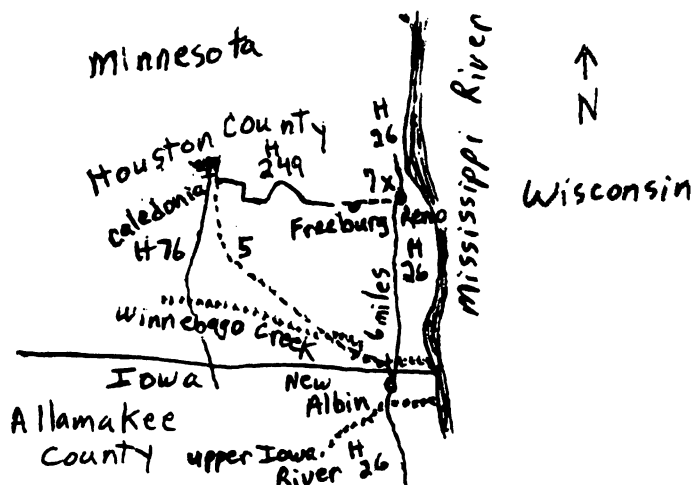 Minnesota
Mississippi River
N
Wisconsin
H
26
Houston County
H
249
7x
Caledonia
Freeburg
Reno
H 76
5
H
26
6 miles
Winnebago Creek
Iowa
New
Albin
Allamakee
County
upper Iowa
River
H
26